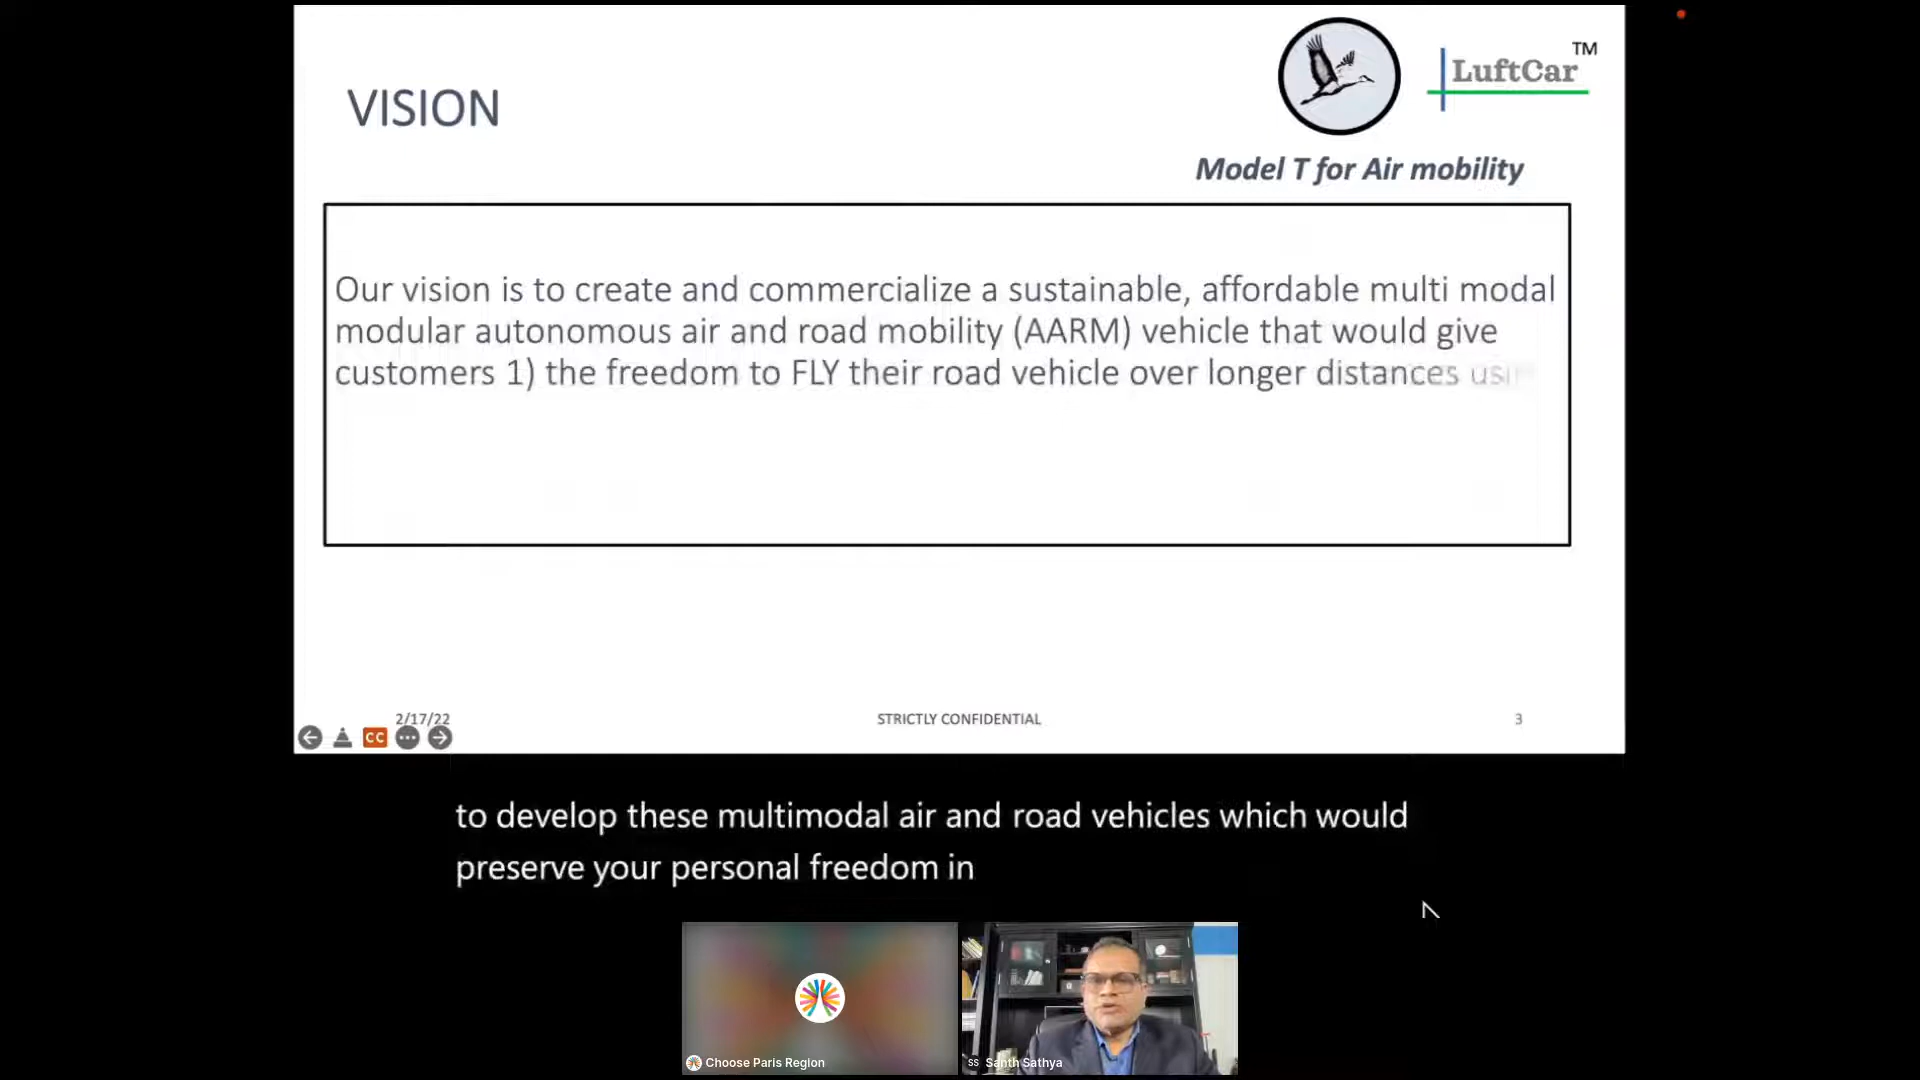 VISION
LuftCar
TM
Model T for Air mobility
Our vision is to create and commercialize a sustainable, affordable multi modal
modular autonomous air and road mobility (AARM) vehicle that would give
customers 1) the freedom to FLY their road vehicle over longer distances
2/17/22
STRICTLY CONFIDENTIAL
3
CC
to develop these multimodal air and road vehicles which would
preserve your personal freedom in
Choose Paris Region
SS Santh Sathya